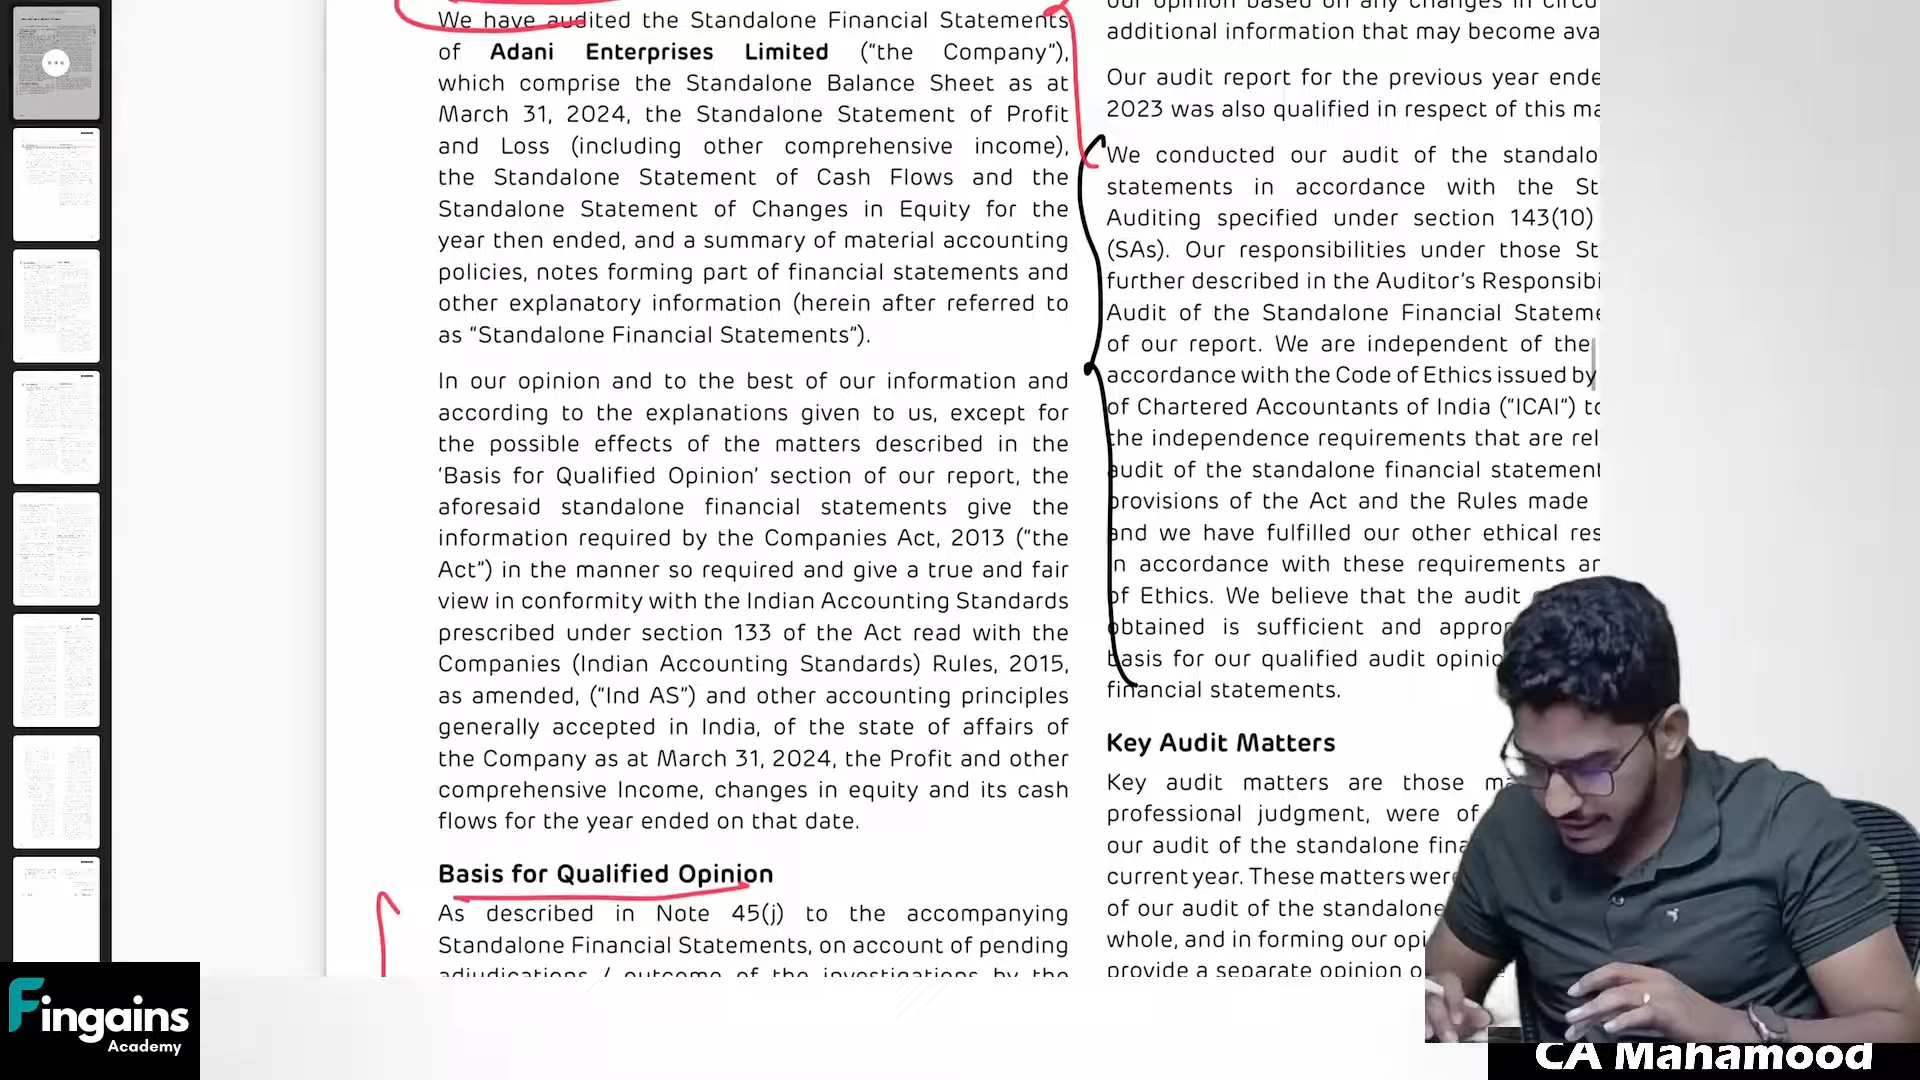 We have audited the Standalone Financial Statements
of Adani Enterprises Limited (“the Company”),
which comprise the Standalone Balance Sheet as at
March 31, 2024, the Standalone Statement of Profit
and Loss (including other comprehensive income),
the Standalone Statement of Cash Flows and the
Standalone Statement of Changes in Equity for the
year then ended, and a summary of material accounting
policies, notes forming part of financial statements and
other explanatory information (herein after referred to
as “Standalone Financial Statements”).
In our opinion and to the best of our information and
according to the explanations given to us, except for
the possible effects of the matters described in the
‘Basis for Qualified Opinion’ section of our report, the
aforesaid standalone financial statements give the
information required by the Companies Act, 2013 (“the
Act”) in the manner so required and give a true and fair
view in conformity with the Indian Accounting Standards
prescribed under section 133 of the Act read with the
Companies (Indian Accounting Standards) Rules, 2015,
as amended, (“Ind AS”) and other accounting principles
generally accepted in India, of the state of affairs of
the Company as at March 31, 2024, the Profit and other
comprehensive Income, changes in equity and its cash
flows for the year ended on that date.
Basis for Qualified Opinion
As described in Note 45(j) to the accompanying
Standalone Financial Statements, on account of pending
adjudications / outcome of the investigations by the
our opinion based on any changes in
additional information that may become
Our audit report for the previous year
2023 was also qualified in respect of this
We conducted our audit of the
statements in accordance with the
Auditing specified under section 143(10)
(SAs). Our responsibilities under those
further described in the Auditor’s
Audit of the Standalone Financial
of our report. We are independent of the
accordance with the Code of Ethics issued by
of Chartered Accountants of India (“ICAI”)
the independence requirements that are
audit of the standalone financial
provisions of the Act and the Rules made
and we have fulfilled our other ethical
in accordance with these requirements
of Ethics. We believe that the audit
obtained is sufficient and
basis for our qualified audit
financial statements.
Key Audit Matters
Key audit matters are those
professional judgment, were of
our audit of the standalone
current year. These matters
of our audit of the standalone
whole, and in forming our
provide a separate opinion
Fingains
Academy
CA Mahamood